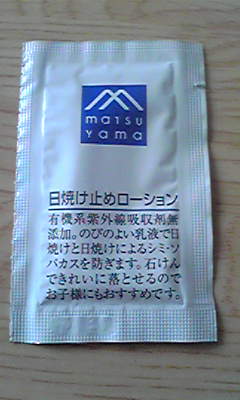 matsu
yama
日焼け止めローション
有機系紫外線吸収剤無
添加。のびのよい乳液で日
焼けと日焼けによるシミ・ソ
バカスを防ぎます。石けん
できれいに落とせるので
お子様にもおすすめです。